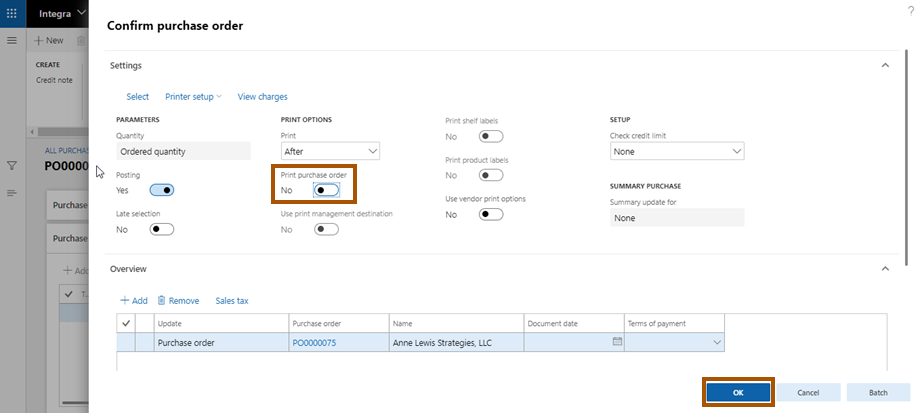 Integra
?
Confirm purchase order
New
CREATE
Credit note
ALL PURCHAS
PO0000
Purchase
Purchase
Add
T...
Settings
Select Printer setup View charges
PARAMETERS
Quantity
Ordered quantity
Posting
Yes
Late selection
No
PRINT OPTIONS
Print
After
Print purchase order
No
Use print management destination
No
Print shelf labels
No
Print product labels
No
Use vendor print options
No
SETUP
Check credit limit
None
SUMMARY PURCHASE
Summary update for
None
Overview
Add Remove Sales tax
Update Purchase order Name Document date Terms of payment
Purchase order PO0000075 Anne Lewis Strategies, LLC
OK Cancel Batch